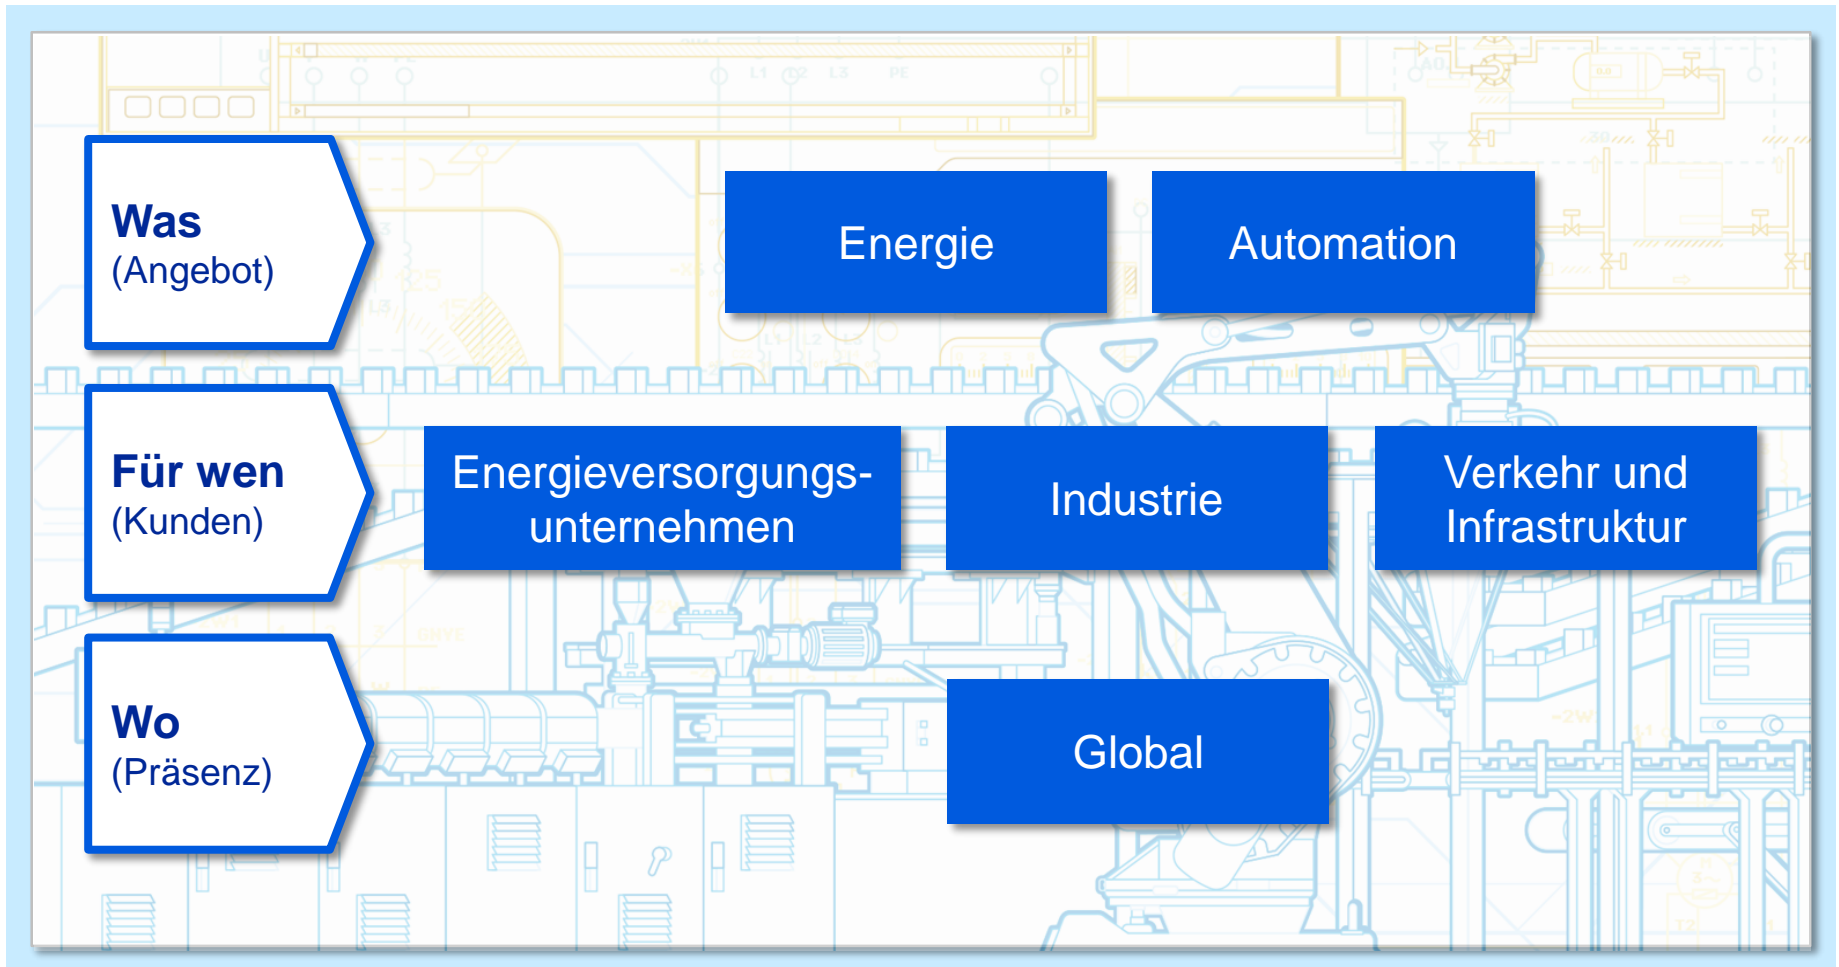 Was
(Angebot)
Energie
Automation
Für wen
(Kunden)
Energieversorgungs-
unternehmen
Industrie
Verkehr und
Infrastruktur
Wo
(Präsenz)
Global